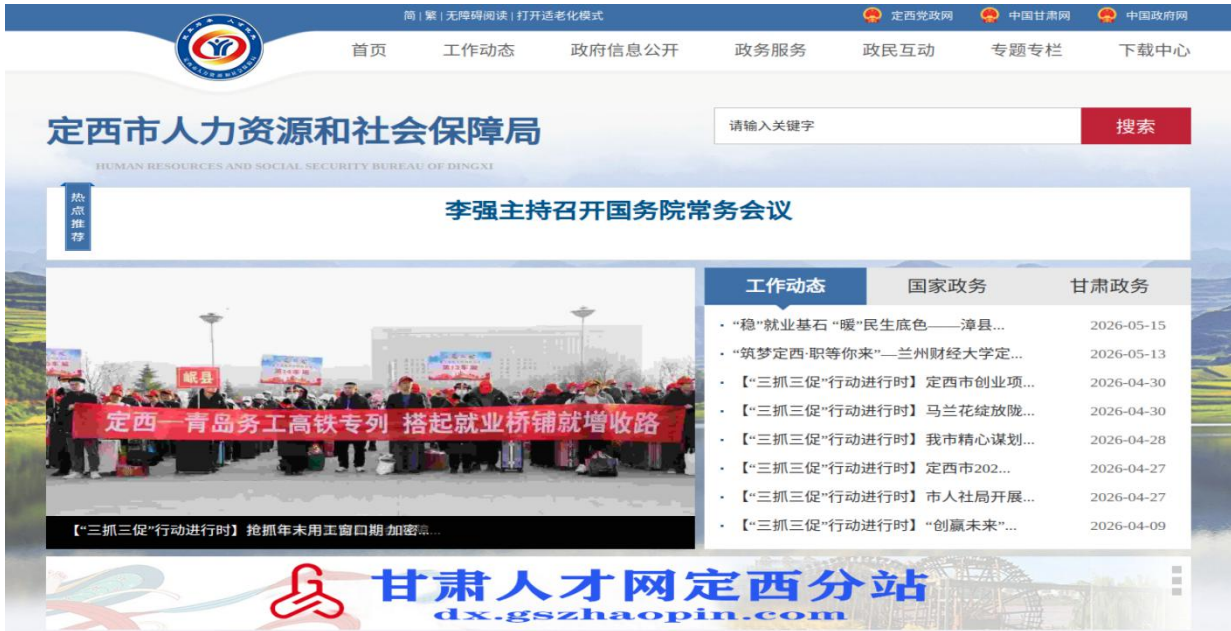 简 | 繁 | 无障碍阅读 | 打开适老化模式
定西党政网 中国甘肃网 中国政府网
首页 工作动态 政府信息公开 政务服务 政民互动 专题专栏 下载中心
定西市人力资源和社会保障局
HUMAN RESOURCES AND SOCIAL SECURITY BUREAU OF DINGXI
请输入关键字 搜索
热点推荐
李强主持召开国务院常务会议
岷县
定西—青岛务工高铁专列 搭起就业桥铺就增收路
【“三抓三促”行动进行时】抢抓年末用工窗口期 加密
工作动态 国家政务 甘肃政务
· “稳”就业基石 “暖”民生底色——漳县... 2026-05-15
· “筑梦定西·职等你来”—兰州财经大学定... 2026-05-13
· 【“三抓三促”行动进行时】定西市创业项... 2026-04-30
· 【“三抓三促”行动进行时】马兰花绽放陇... 2026-04-30
· 【“三抓三促”行动进行时】我市精心谋划... 2026-04-28
· 【“三抓三促”行动进行时】定西市202... 2026-04-27
· 【“三抓三促”行动进行时】市人社局开展... 2026-04-27
· 【“三抓三促”行动进行时】“创赢未来”... 2026-04-09
甘肃人才网定西分站
dx.gszhaopin.com